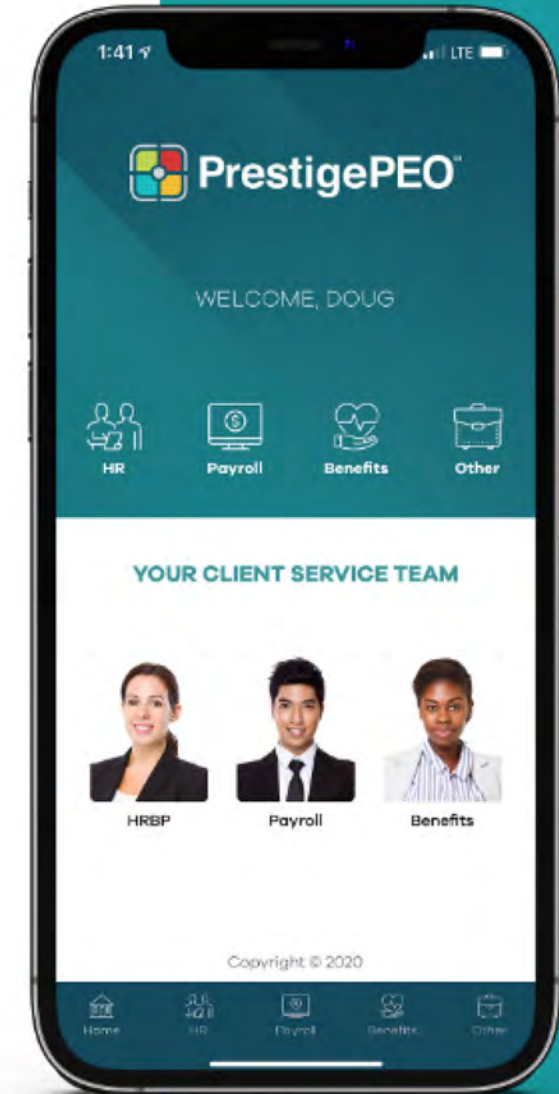 1:41 LTE
PrestigePEO
WELCOME, DOUG
HR Payroll Benefits Other
YOUR CLIENT SERVICE TEAM
HRBP Payroll Benefits
Copyright © 2020
Home HR Payroll Benefits Other